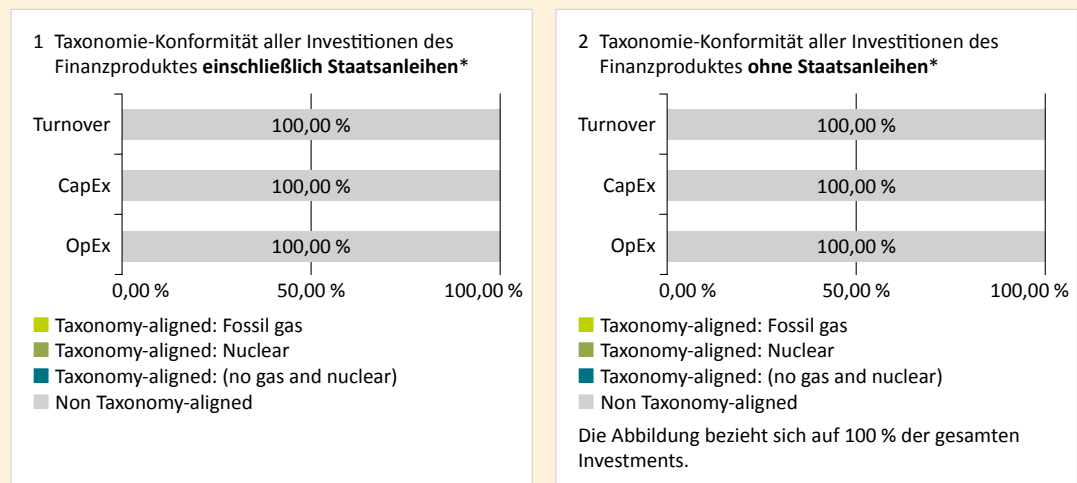 1 Taxonomie-Konformität aller Investitionen des
Finanzproduktes einschließlich Staatsanleihen*
Turnover 100,00 %
CapEx 100,00 %
OpEx 100,00 %
0,00 % 50,00 % 100,00 %
Taxonomy-aligned: Fossil gas
Taxonomy-aligned: Nuclear
Taxonomy-aligned: (no gas and nuclear)
Non Taxonomy-aligned
2 Taxonomie-Konformität aller Investitionen des
Finanzproduktes ohne Staatsanleihen*
Turnover 100,00 %
CapEx 100,00 %
OpEx 100,00 %
0,00 % 50,00 % 100,00 %
Taxonomy-aligned: Fossil gas
Taxonomy-aligned: Nuclear
Taxonomy-aligned: (no gas and nuclear)
Non Taxonomy-aligned
Die Abbildung bezieht sich auf 100 % der gesamten
Investments.